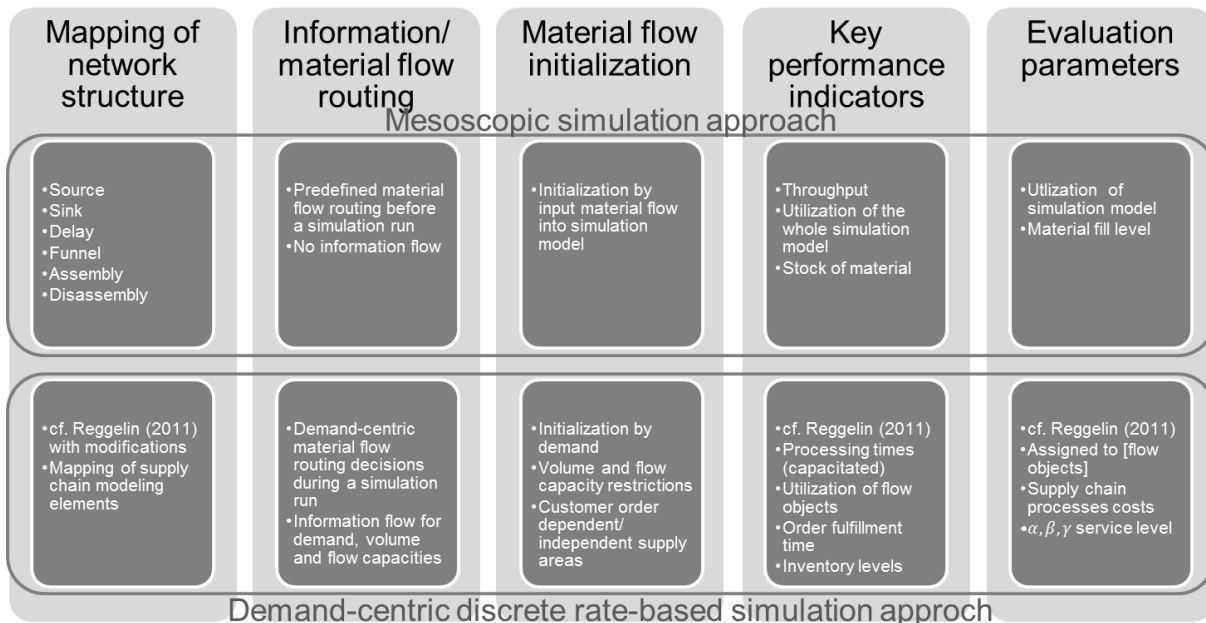 Mapping of
network
structure
Information/
material flow
routing
Material flow
initialization
Key
performance
indicators
Evaluation
parameters
Mesoscopic simulation approach
•Source
•Sink
•Delay
•Funnel
•Assembly
•Disassembly
•Predefined material
flow routing before
a simulation run
•No information flow
•Initialization by
input material flow
into simulation
model
•Throughput
•Utilization of the
whole simulation
model
•Stock of material
•Utlization of
simulation model
•Material fill level
•cf. Reggelin (2011)
with modifications
•Mapping of supply
chain modeling
elements
•Demand-centric
material flow
routing decisions
during a simulation
run
•Information flow for
demand, volume
and flow capacities
•Initialization by
demand
•Volume and flow
capacity restrictions
•Customer order
dependent/
independent supply
areas
•cf. Reggelin (2011)
•Processing times
(capacitated)
•Utilization of flow
objects
•Order fulfillment
time
•Inventory levels
•cf. Reggelin (2011)
•Assigned to [flow
objects]
•Supply chain
processes costs
•α,β,γ service level
Demand-centric discrete rate-based simulation approch